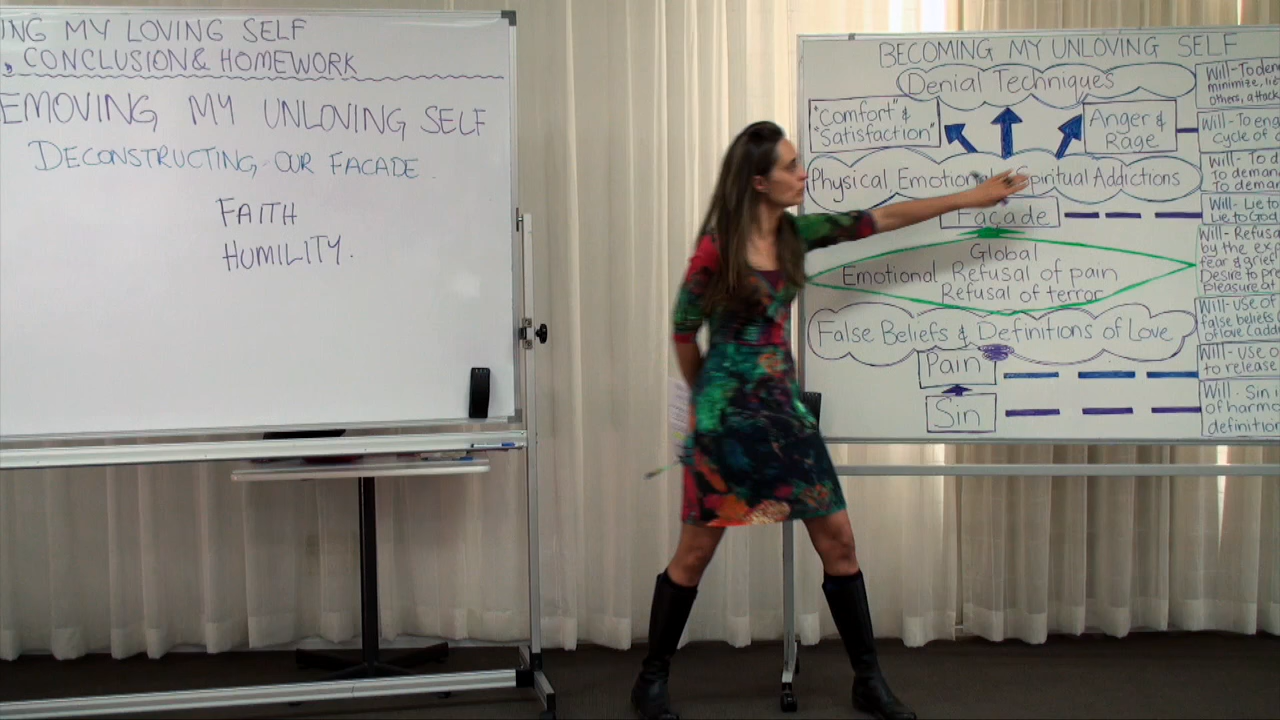 ING MY LOVING SELF
CONCLUSION & HOMEWORK
EMOVING MY UNLOVING SELF
DECONSTRUCTING OUR FACADE.
FAITH
HUMILITY.
BECOMING MY UNLOVING SELF
Denial Techniques
"Comfort" &
"Satisfaction"
Anger &
Rage
Physical, Emotional Spiritual Addictions
Façade
Global
Emotional Refusal of pain
Refusal of terror
False Beliefs & Definitions of Love
Pain
Sin
Will - To den
minimize, lie
others, attack
Will - To eng
cycle of
Will - To d
To demand
To deman
Will - Lie to
Lie to God
Will - Refusa
by the ex
fear & grief
Desire to pr
pleasure at
Will - use of
false beliefs
of love (add
Will - use o
to release
Will - Sin i
of harmo
definition